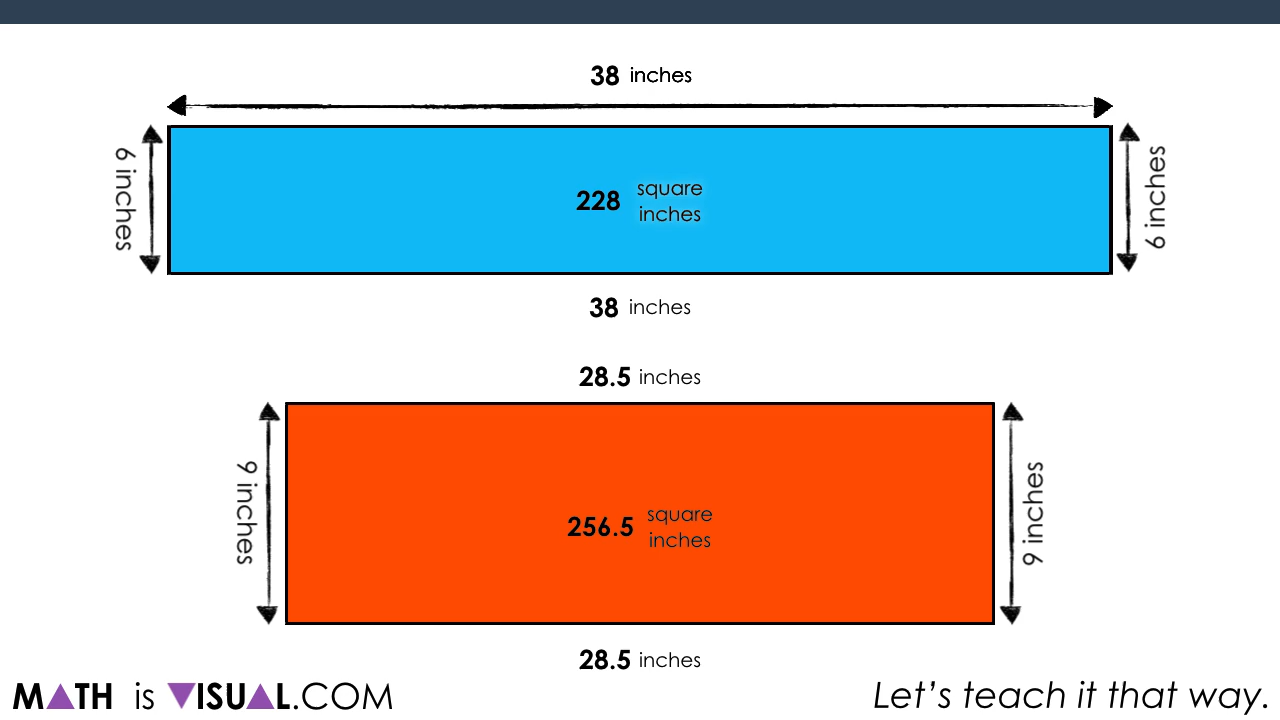 38 inches
6 inches
228 square inches
6 inches
38 inches
28.5 inches
9 inches
256.5 square inches
9 inches
28.5 inches
MATH is VISUAL.COM
Let's teach it that way.